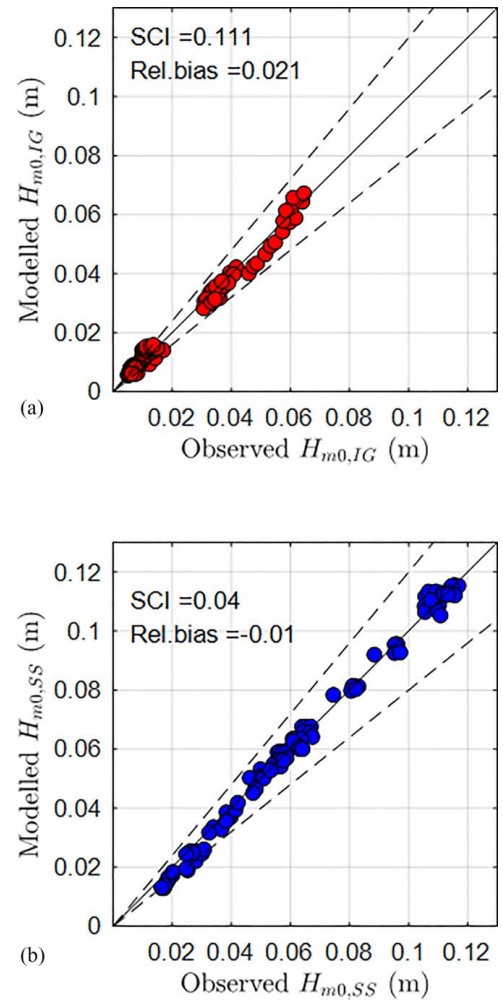 0.12
SCI =0.111
Rel.bias =0.021
0.1
0.08
0.06
0.04
0.02
0
Modelled H_{m0,IG} (m)
0.02 0.04 0.06 0.08 0.1 0.12
(a)
Observed H_{m0,IG} (m)
0.12
SCI =0.04
Rel.bias=-0.01
0.1
0.08
0.06
0.04
0.02
0
Modelled H_{m0,SS} (m)
0.02 0.04 0.06 0.08 0.1 0.12
(b)
Observed H_{m0,SS} (m)